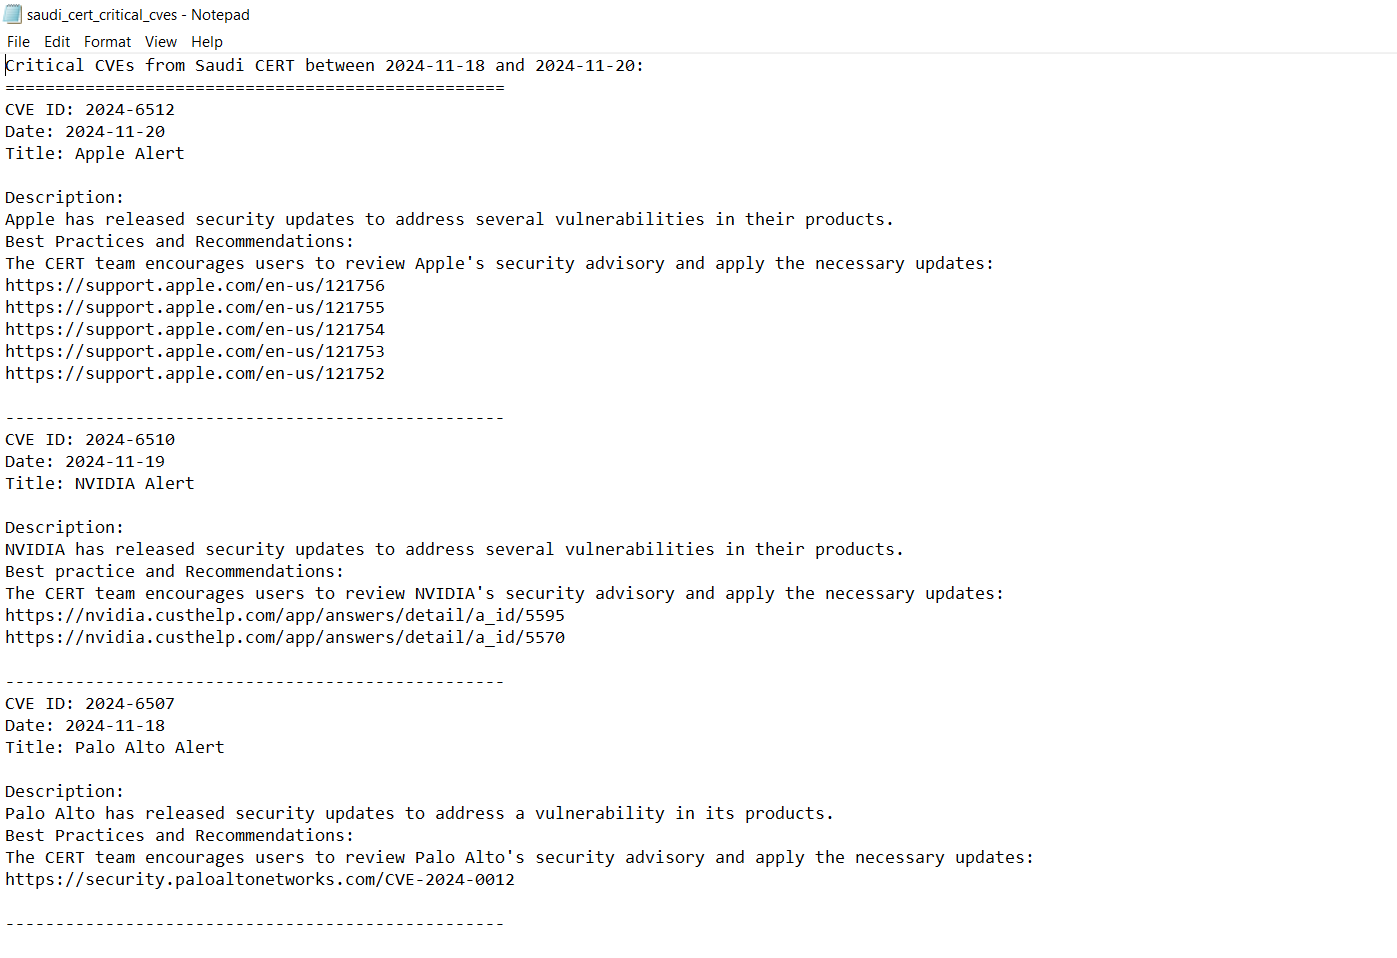 saudi_cert_critical_cves - Notepad
File Edit Format View Help
Critical CVEs from Saudi CERT between 2024-11-18 and 2024-11-20:
==================================================
CVE ID: 2024-6512
Date: 2024-11-20
Title: Apple Alert
Description:
Apple has released security updates to address several vulnerabilities in their products.
Best Practices and Recommendations:
The CERT team encourages users to review Apple's security advisory and apply the necessary updates:
https://support.apple.com/en-us/121756
https://support.apple.com/en-us/121755
https://support.apple.com/en-us/121754
https://support.apple.com/en-us/121753
https://support.apple.com/en-us/121752
--------------------------------------------------
CVE ID: 2024-6510
Date: 2024-11-19
Title: NVIDIA Alert
Description:
NVIDIA has released security updates to address several vulnerabilities in their products.
Best practice and Recommendations:
The CERT team encourages users to review NVIDIA's security advisory and apply the necessary updates:
https://nvidia.custhelp.com/app/answers/detail/a_id/5595
https://nvidia.custhelp.com/app/answers/detail/a_id/5570
--------------------------------------------------
CVE ID: 2024-6507
Date: 2024-11-18
Title: Palo Alto Alert
Description:
Palo Alto has released security updates to address a vulnerability in its products.
Best Practices and Recommendations:
The CERT team encourages users to review Palo Alto's security advisory and apply the necessary updates:
https://security.paloaltonetworks.com/CVE-2024-0012
--------------------------------------------------